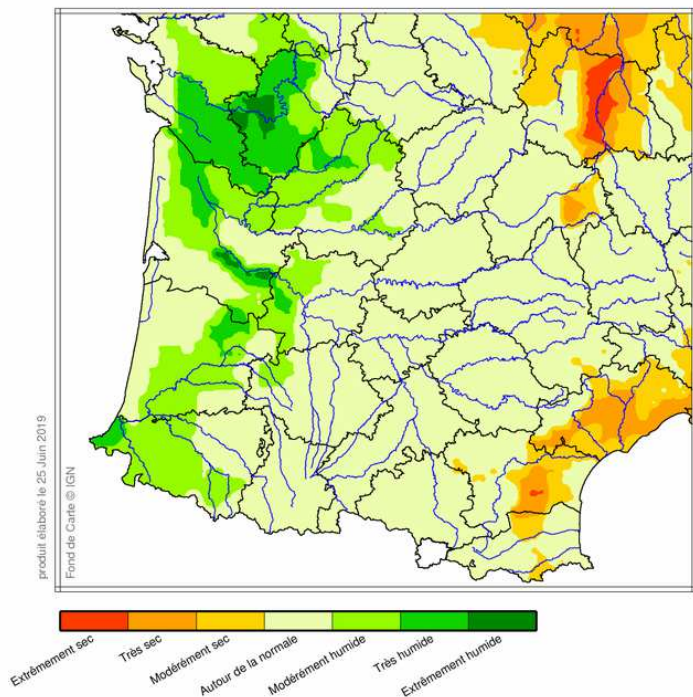 produit élaboré le 25 Juin 2019
Fond de Carte © IGN
Extrêmement sec
Très sec
Modérément sec
Autour de la normale
Modérément humide
Très humide
Extrêmement humide